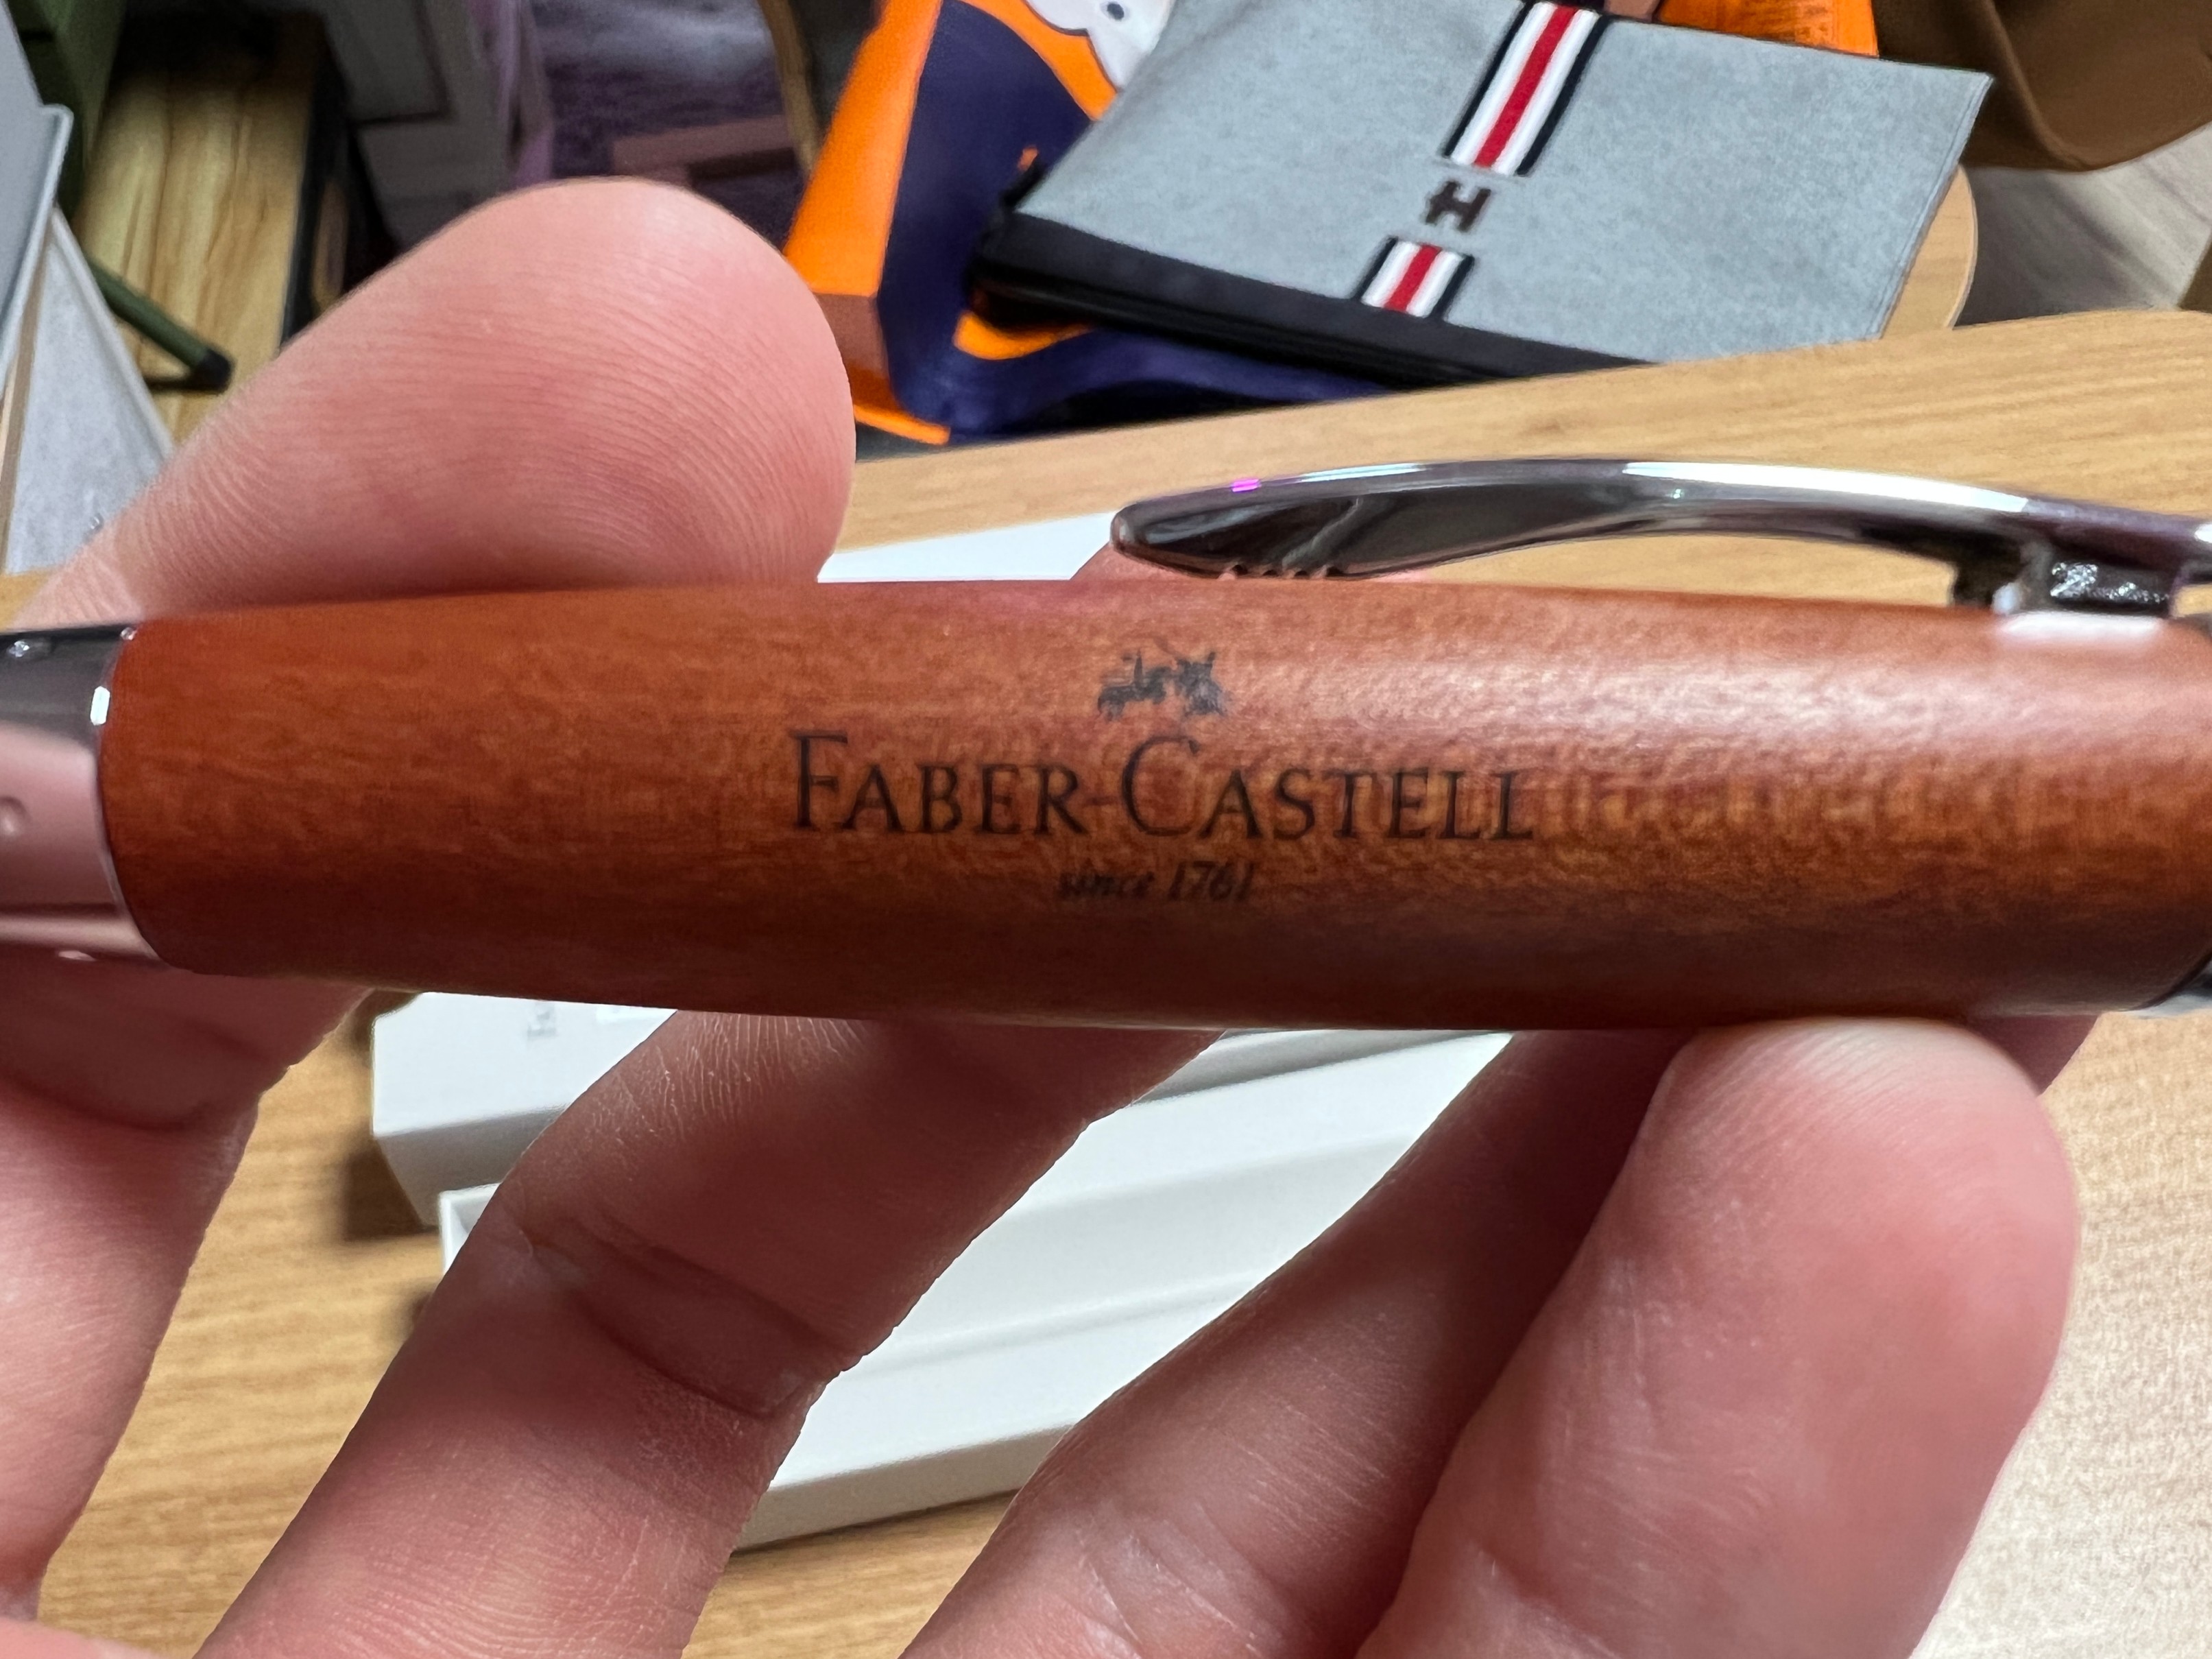 H
FABER-CASTELL
since 1761